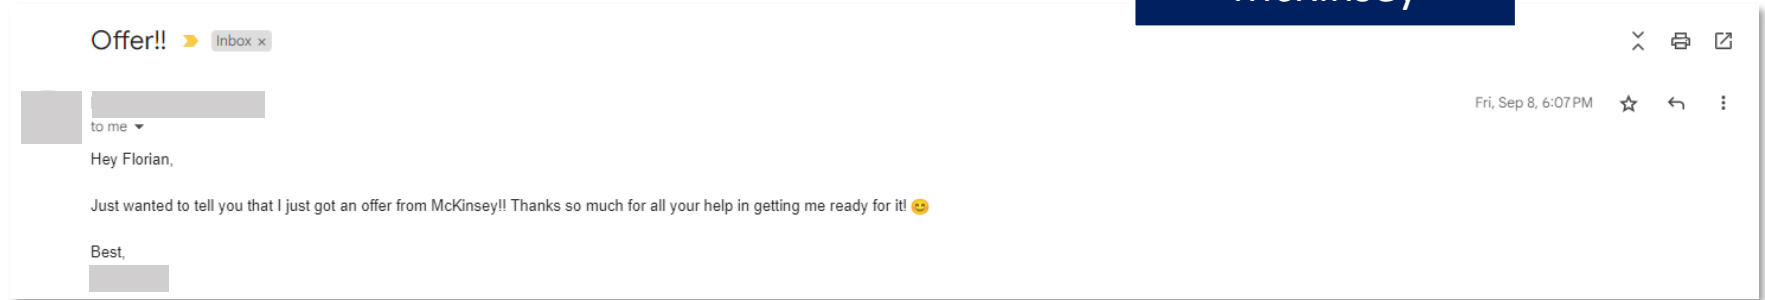 McKinsey
Offer!! Inbox ×
Fri, Sep 8, 6:07 PM
to me
Hey Florian,
Just wanted to tell you that I just got an offer from McKinsey!! Thanks so much for all your help in getting me ready for it! 😊
Best,